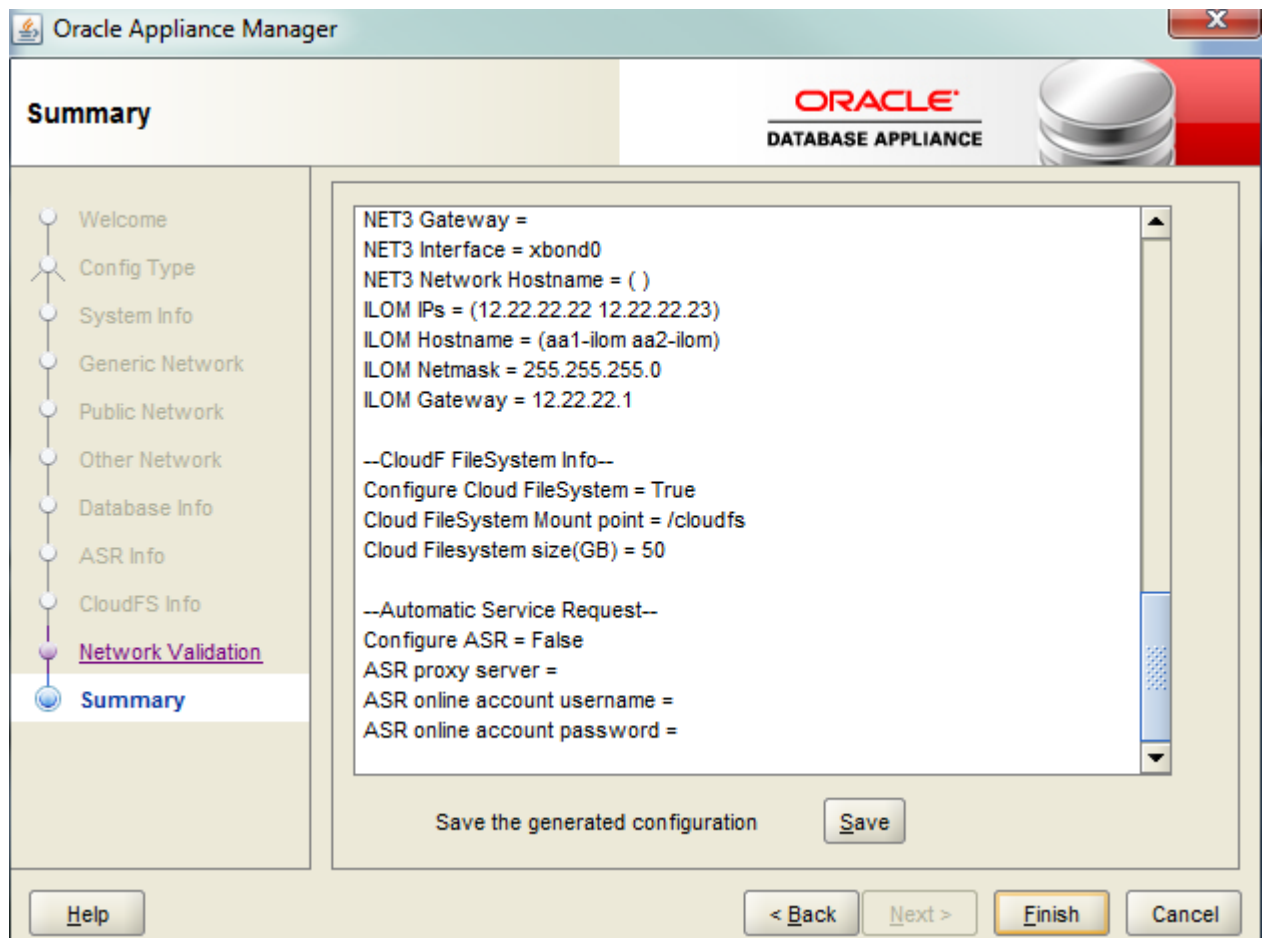 Oracle Appliance Manager
X
Summary
ORACLE
DATABASE APPLIANCE
Welcome
Config Type
System Info
Generic Network
Public Network
Other Network
Database Info
ASR Info
CloudFS Info
Network Validation
Summary
NET3 Gateway =
NET3 Interface = xbond0
NET3 Network Hostname = ( )
ILOM IPs = (12.22.22.22 12.22.22.23)
ILOM Hostname = (aa1-ilom aa2-ilom)
ILOM Netmask = 255.255.255.0
ILOM Gateway = 12.22.22.1
--CloudF FileSystem Info--
Configure Cloud FileSystem = True
Cloud FileSystem Mount point = /cloudfs
Cloud Filesystem size(GB) = 50
--Automatic Service Request--
Configure ASR = False
ASR proxy server =
ASR online account username =
ASR online account password =
Save the generated configuration Save
Help < Back Next > Finish Cancel